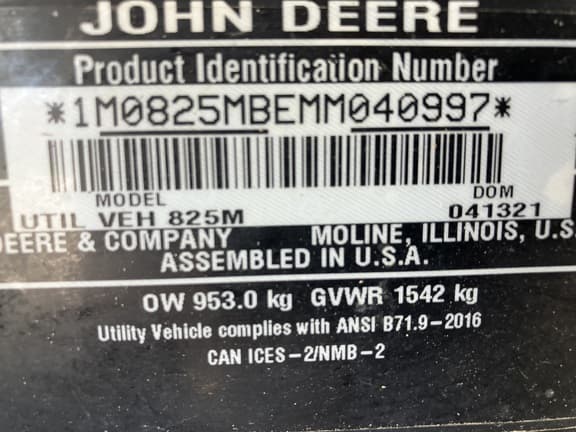 JOHN DEERE
Product Identification Number
*1M0825MBEMM040997*
MODEL DOM
UTIL VEH 825M 041321
DEERE & COMPANY MOLINE, ILLINOIS, U.S.
ASSEMBLED IN U.S.A.
OW 953.0 kg GVWR 1542 kg
Utility Vehicle complies with ANSI B71.9-2016
CAN ICES-2/NMB-2